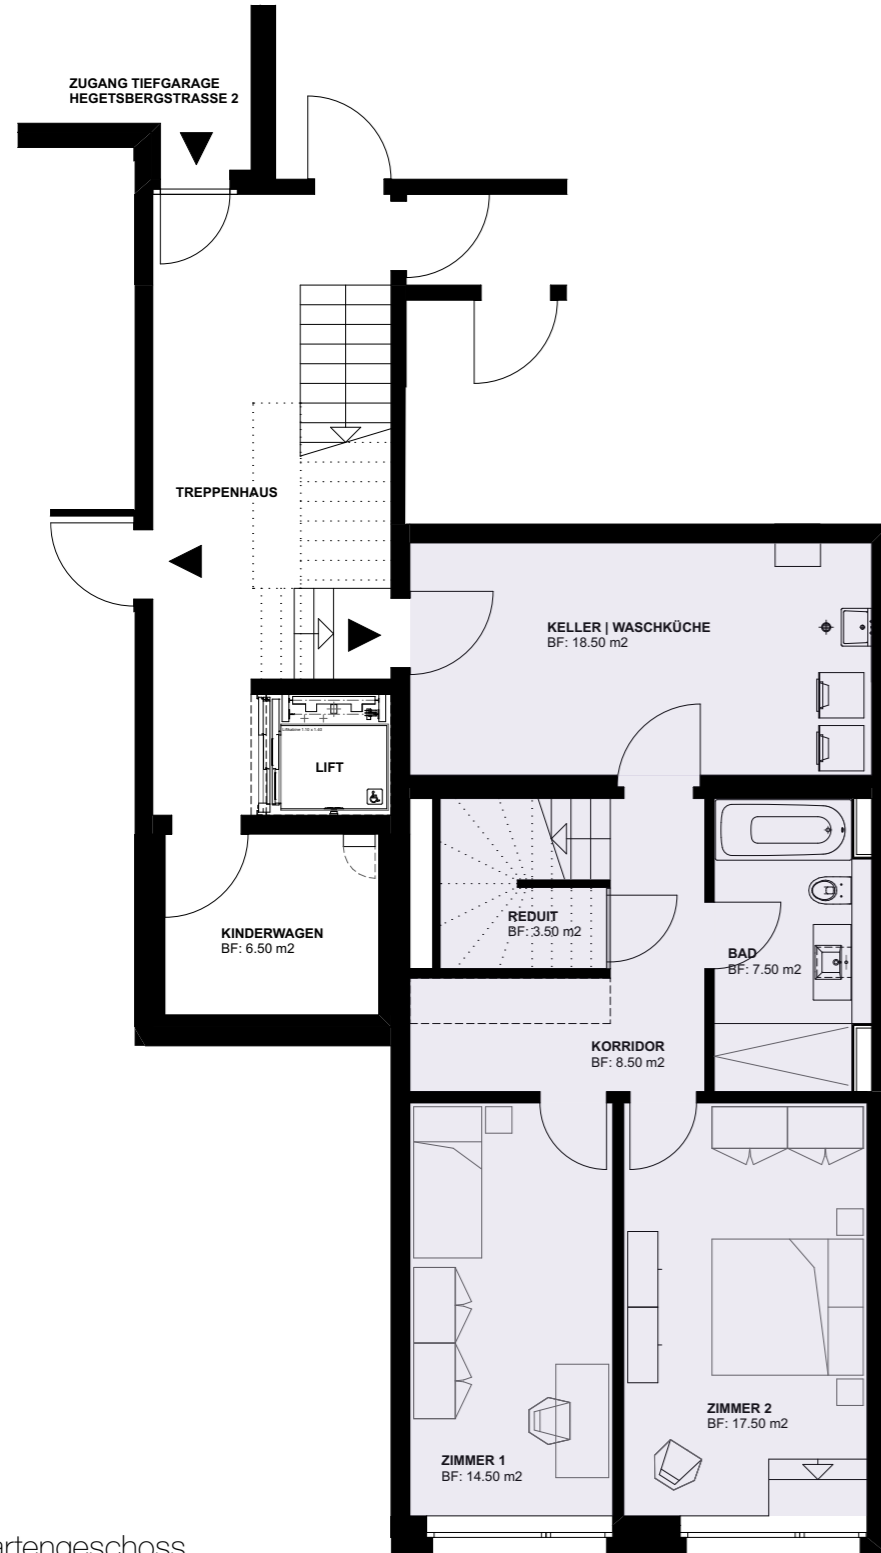 ZUGANG TIEFGARAGE
HEGETSBERGSTRASSE 2
TREPPENHAUS
KELLER | WASCHKÜCHE
BF: 18.50 m2
LIFT
REDUIT
BF: 3.50 m2
KINDERWAGEN
BF: 6.50 m2
BAD
BF: 7.50 m2
KORRIDOR
BF: 8.50 m2
ZIMMER 2
BF: 17.50 m2
ZIMMER 1
BF: 14.50 m2
artengeschoss